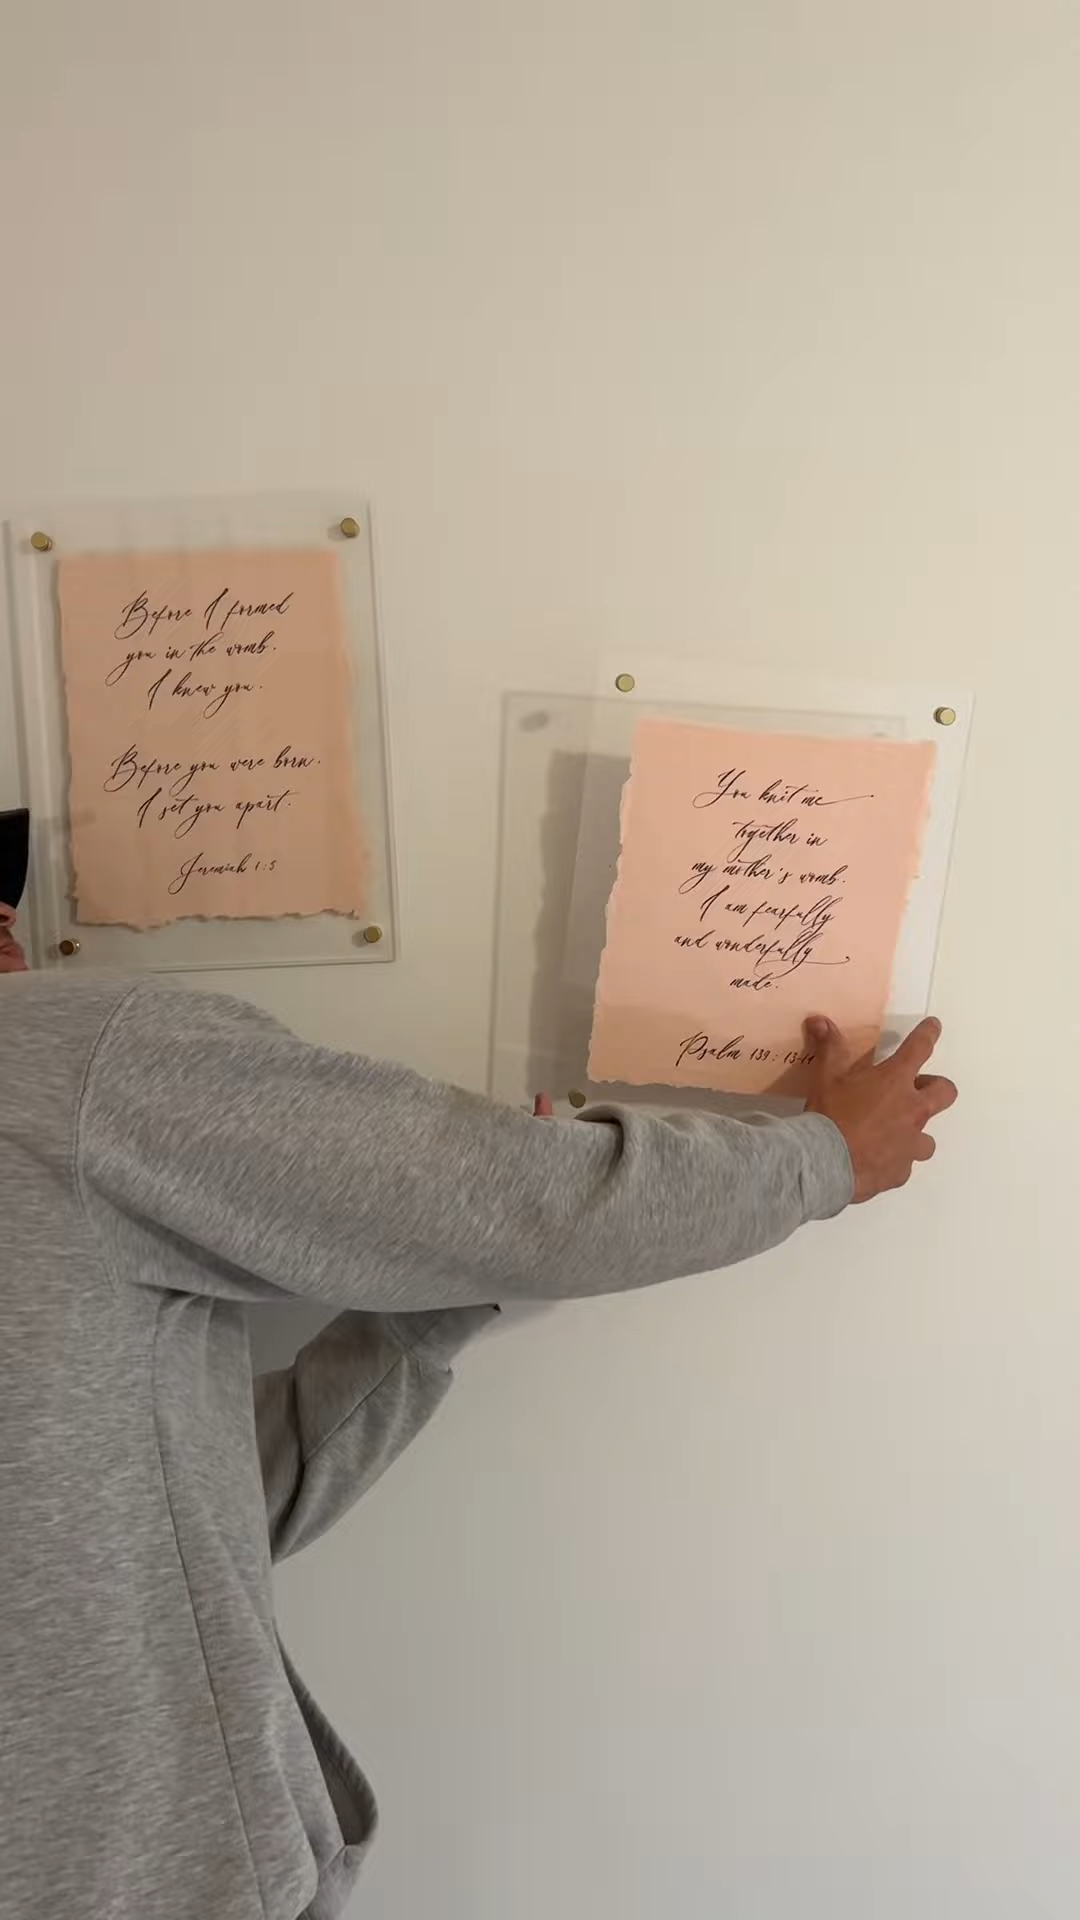 Before I formed
you in the womb.
I knew you.
Before you were born.
I set you apart.
Jeremiah 1:5
You knit me
together in
my mother's womb.
I am fearfully
and wonderfully
made.
Psalm 139:13-14